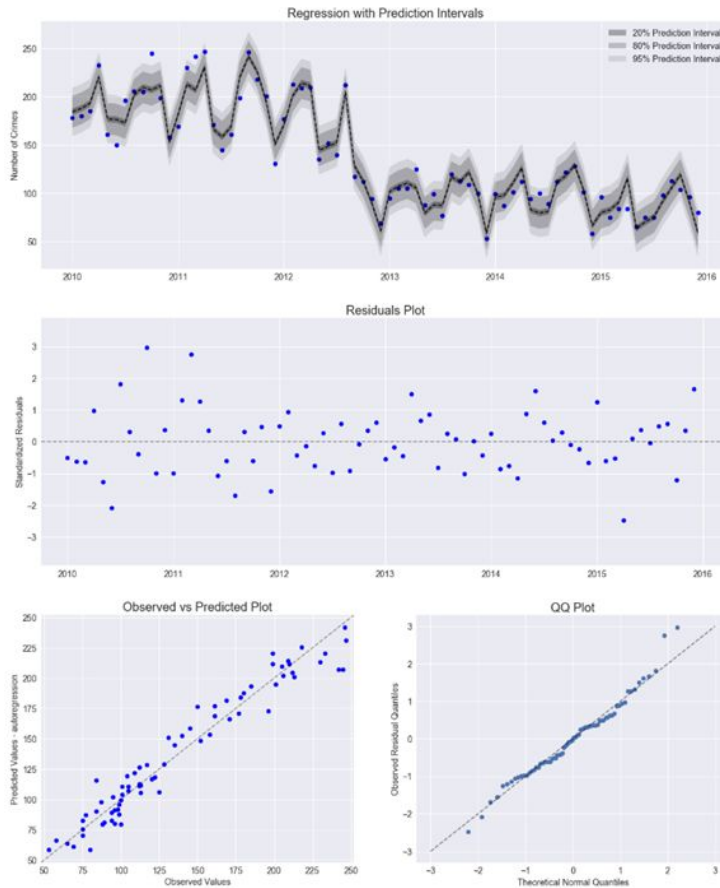 Regression with Prediction Intervals
20% Prediction Interval
80% Prediction Interval
95% Prediction Interval
Number of Crimes
250
200
150
100
50
2010 2011 2012 2013 2014 2015 2016
Residuals Plot
Standardized Residuals
3
2
1
0
−1
−2
−3
2010 2011 2012 2013 2014 2015 2016
Observed vs Predicted Plot
Predicted Values - autoregression
250
225
200
175
150
125
100
75
50
50 75 100 125 150 175 200 225 250
Observed Values
QQ Plot
Observed Residual Quantiles
3
2
1
0
−1
−2
−3
−3 −2 −1 0 1 2 3
Theoretical Normal Quantiles